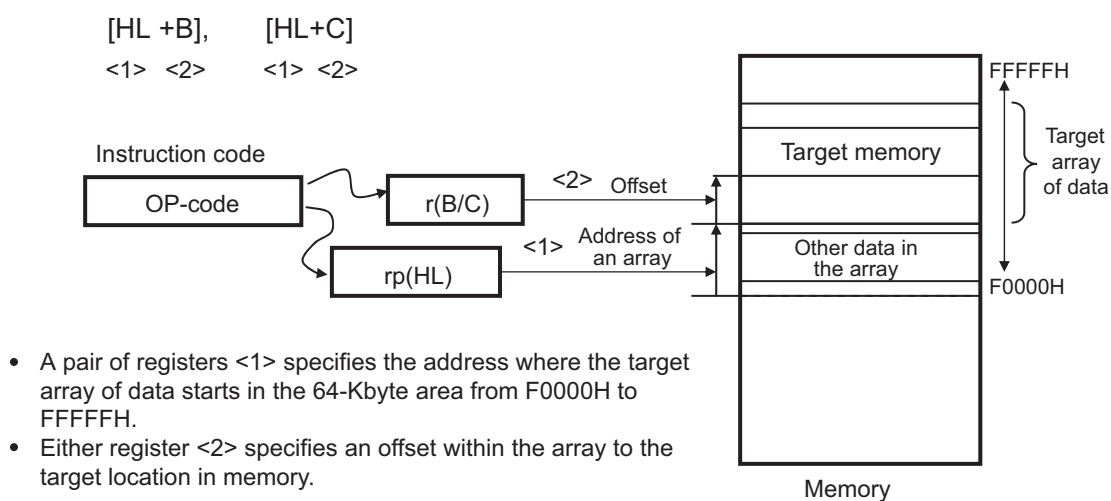 [HL +B], [HL+C]
<1> <2> <1> <2>
FFFFFH
Target
array
of data
Instruction code
Target memory
OP-code
r(B/C)
<2> Offset
<1> Address of
an array
Other data in
the array
rp(HL)
F0000H
• A pair of registers <1> specifies the address where the target
array of data starts in the 64-Kbyte area from F0000H to
FFFFFH.
• Either register <2> specifies an offset within the array to the
target location in memory.
Memory